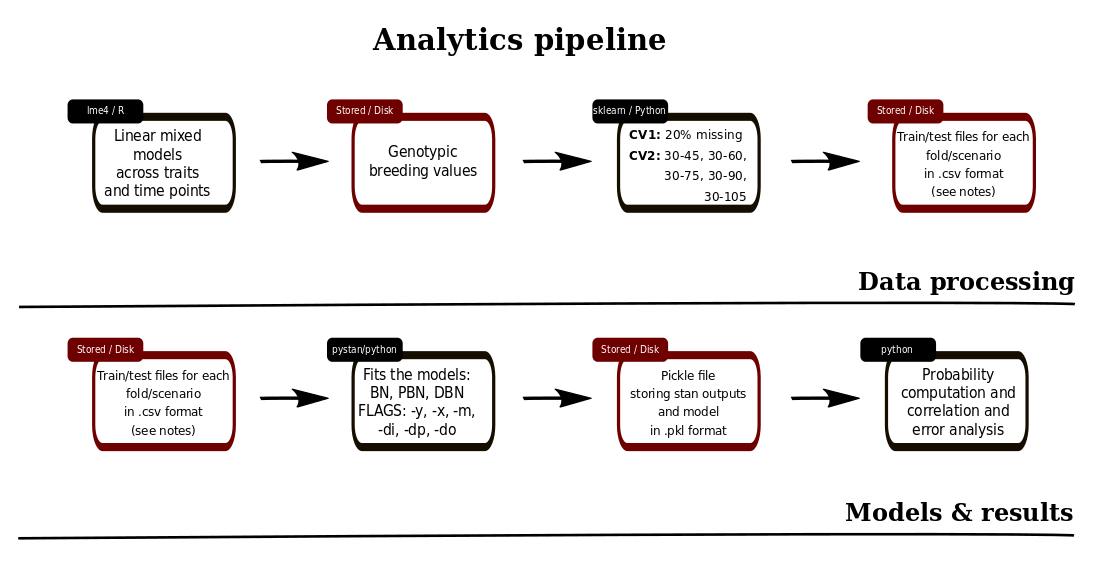 Analytics pipeline
lme4 / R
Linear mixed
models
across traits
and time points
Stored / Disk
Genotypic
breeding values
sklearn / Python
CV1: 20% missing
CV2: 30-45, 30-60,
30-75, 30-90,
30-105
Stored / Disk
Train/test files for each
fold/scenario
in .csv format
(see notes)
Data processing
Stored / Disk
Train/test files for each
fold/scenario
in .csv format
(see notes)
pystan/python
Fits the models:
BN, PBN, DBN
FLAGS: -y, -x, -m,
-di, -dp, -do
Stored / Disk
Pickle file
storing stan outputs
and model
in .pkl format
python
Probability
computation and
correlation and
error analysis
Models & results